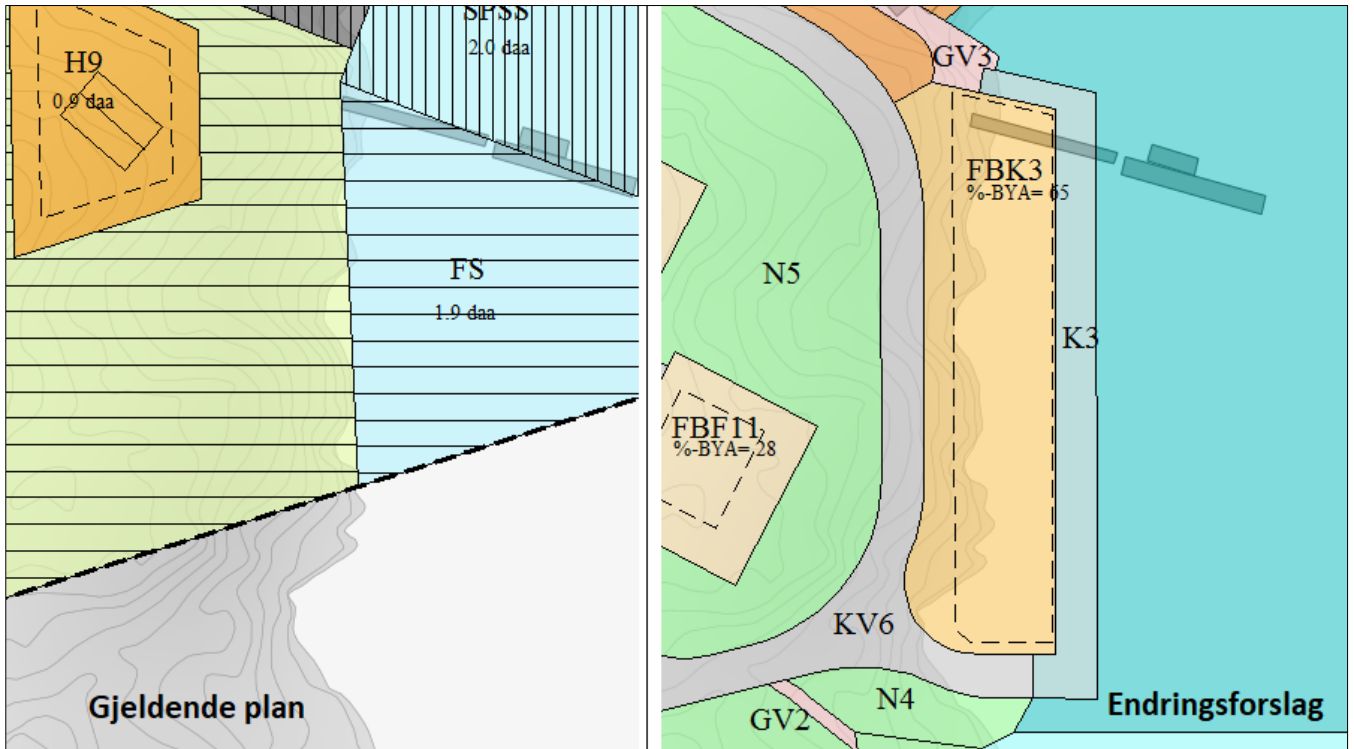 SPSS
2.0 daa
H9
0.9 daa
FS
1.9 daa
Gjeldende plan
GV3
FBK3
%-BYA= 65
N5
K3
FBF11
%-BYA= 28
KV6
N4
GV2
Endringsforslag